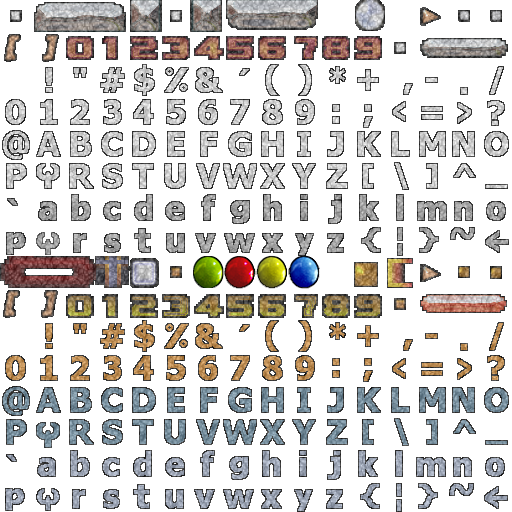 [ ] 0 1 2 3 4 5 6 7 8 9
! " # $ % & ´ ( ) * + , - . /
0 1 2 3 4 5 6 7 8 9 : ; < = > ?
@ A B C D E F G H I J K L M N O
P Q R S T U V W X Y Z [ \ ] ^ _
` a b c d e f g h i j k l m n o
p q r s t u v w x y z { ¦ } ~ ←
[ ] 0 1 2 3 4 5 6 7 8 9
! " # $ % & ´ ( ) * + , - . /
0 1 2 3 4 5 6 7 8 9 : ; < = > ?
@ A B C D E F G H I J K L M N O
P Q R S T U V W X Y Z [ \ ] ^ _
` a b c d e f g h i j k l m n o
p q r s t u v w x y z { ¦ } ~ ←